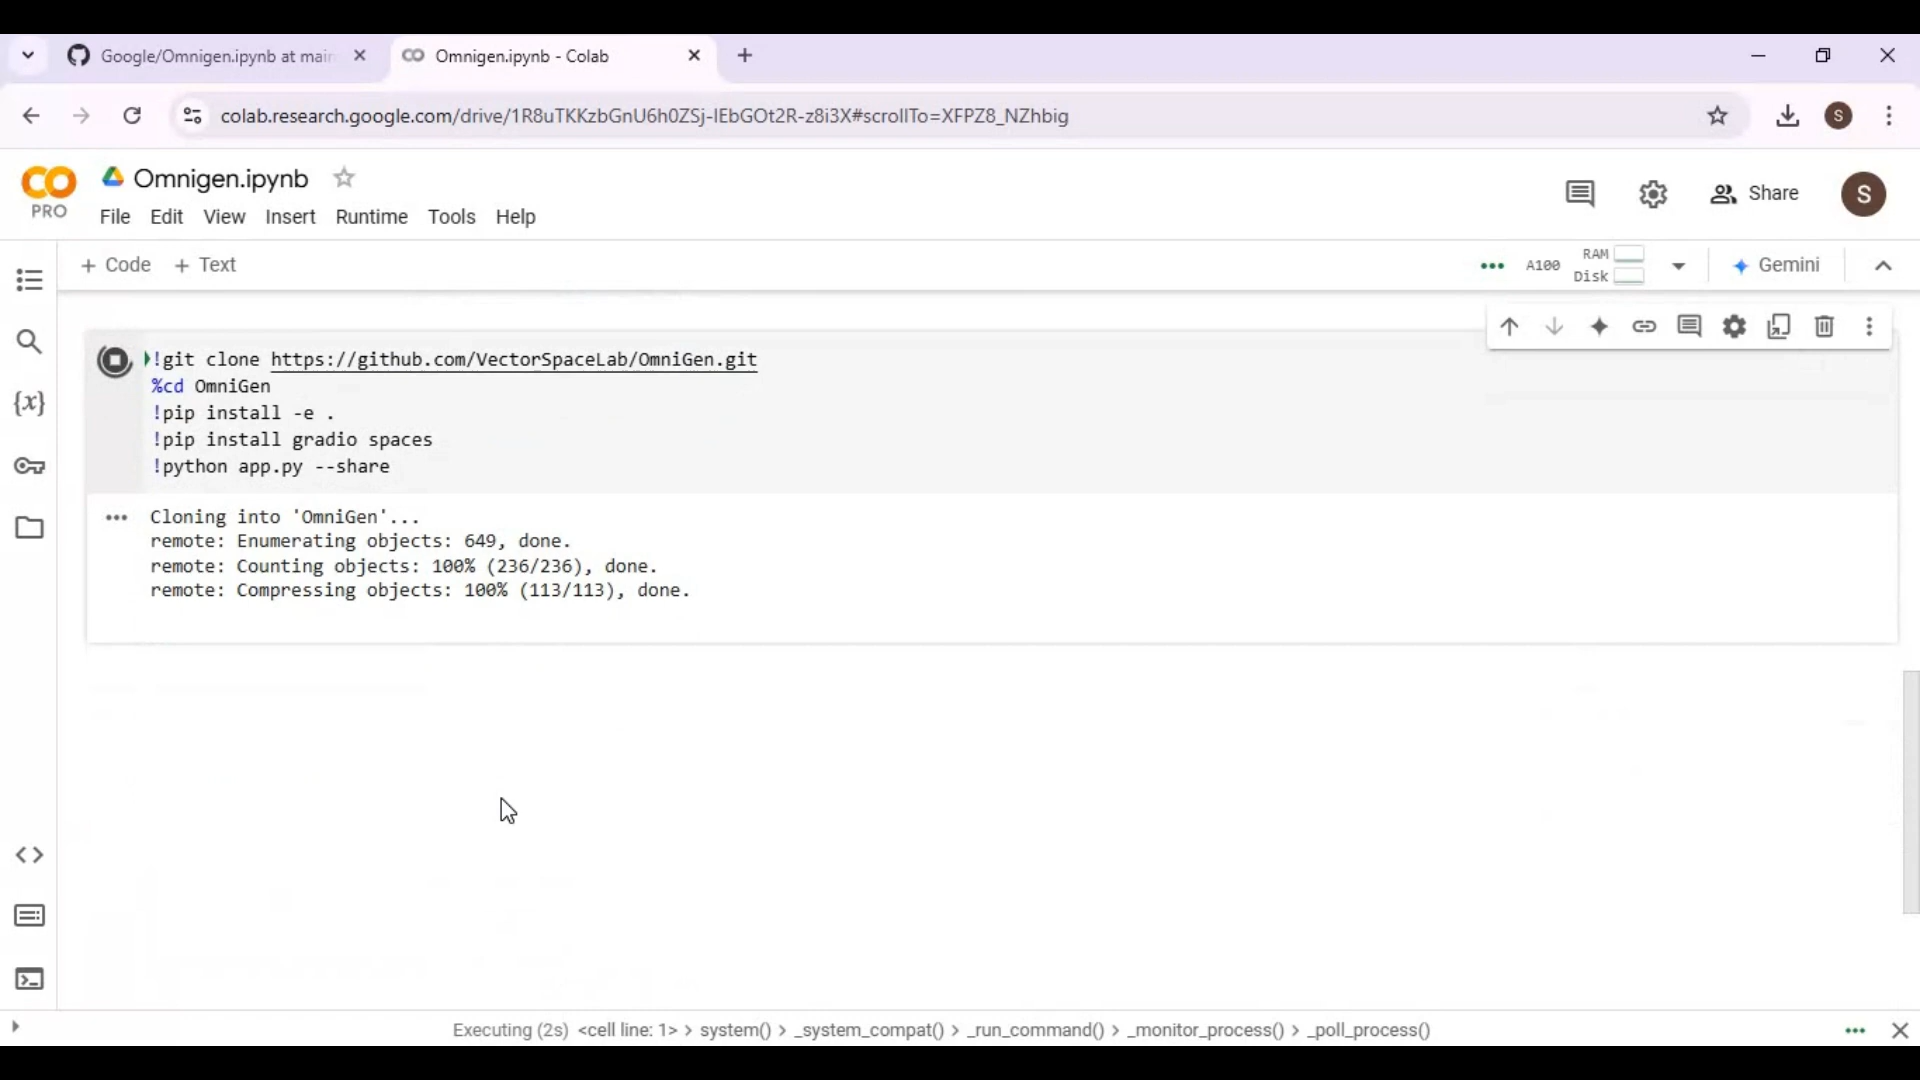 Google/Omnigen.ipynb at main
Omnigen.ipynb - Colab
colab.research.google.com/drive/1R8uTKKzbGnU6h0ZSj-IEbGOt2R-z8i3X#scrollTo=XFPZ8_NZhbig
S
CO
PRO
Omnigen.ipynb
File Edit View Insert Runtime Tools Help
Share
S
+ Code + Text
A100
RAM
Disk
Gemini
{x}
!git clone https://github.com/VectorSpaceLab/OmniGen.git
%cd OmniGen
!pip install -e .
!pip install gradio spaces
!python app.py --share
Cloning into 'OmniGen'...
remote: Enumerating objects: 649, done.
remote: Counting objects: 100% (236/236), done.
remote: Compressing objects: 100% (113/113), done.
Executing (2s) <cell line: 1> > system() > _system_compat() > _run_command() > _monitor_process() > _poll_process()